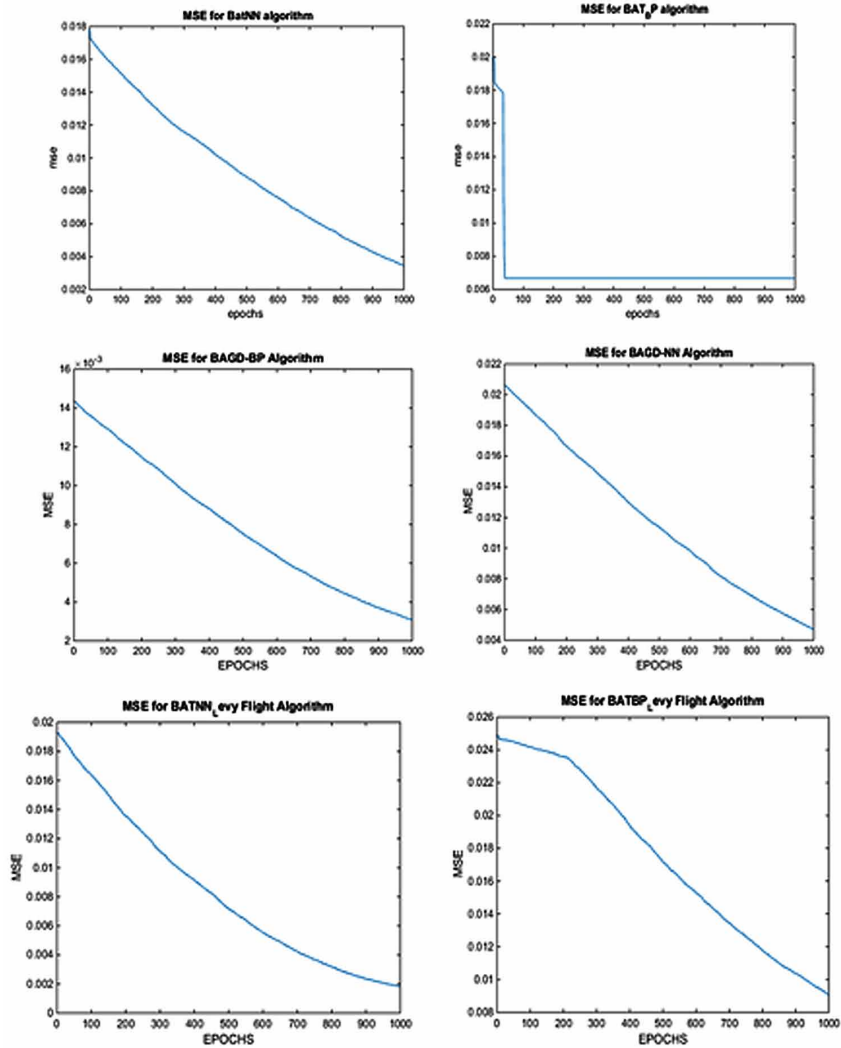 MSE for BatNN algorithm
0.018
0.016
0.014
0.012
0.01
0.008
0.006
0.004
0.002
mse
0 100 200 300 400 500 600 700 800 900 1000
epochs
MSE for BATBP algorithm
0.022
0.02
0.018
0.016
0.014
0.012
0.01
0.008
0.006
mse
0 100 200 300 400 500 600 700 800 900 1000
epochs
MSE for BAGD-BP Algorithm
× 10-3
16
14
12
10
8
6
4
2
MSE
0 100 200 300 400 500 600 700 800 900 1000
EPOCHS
MSE for BAGD-NN Algorithm
0.022
0.02
0.018
0.016
0.014
0.012
0.01
0.008
0.006
0.004
MSE
0 100 200 300 400 500 600 700 800 900 1000
EPOCHS
MSE for BATNNLevy Flight Algorithm
0.02
0.018
0.016
0.014
0.012
0.01
0.008
0.006
0.004
0.002
0
MSE
0 100 200 300 400 500 600 700 800 900 1000
EPOCHS
MSE for BATBPLevy Flight Algorithm
0.026
0.024
0.022
0.02
0.018
0.016
0.014
0.012
0.01
0.008
MSE
0 100 200 300 400 500 600 700 800 900 1000
EPOCHS